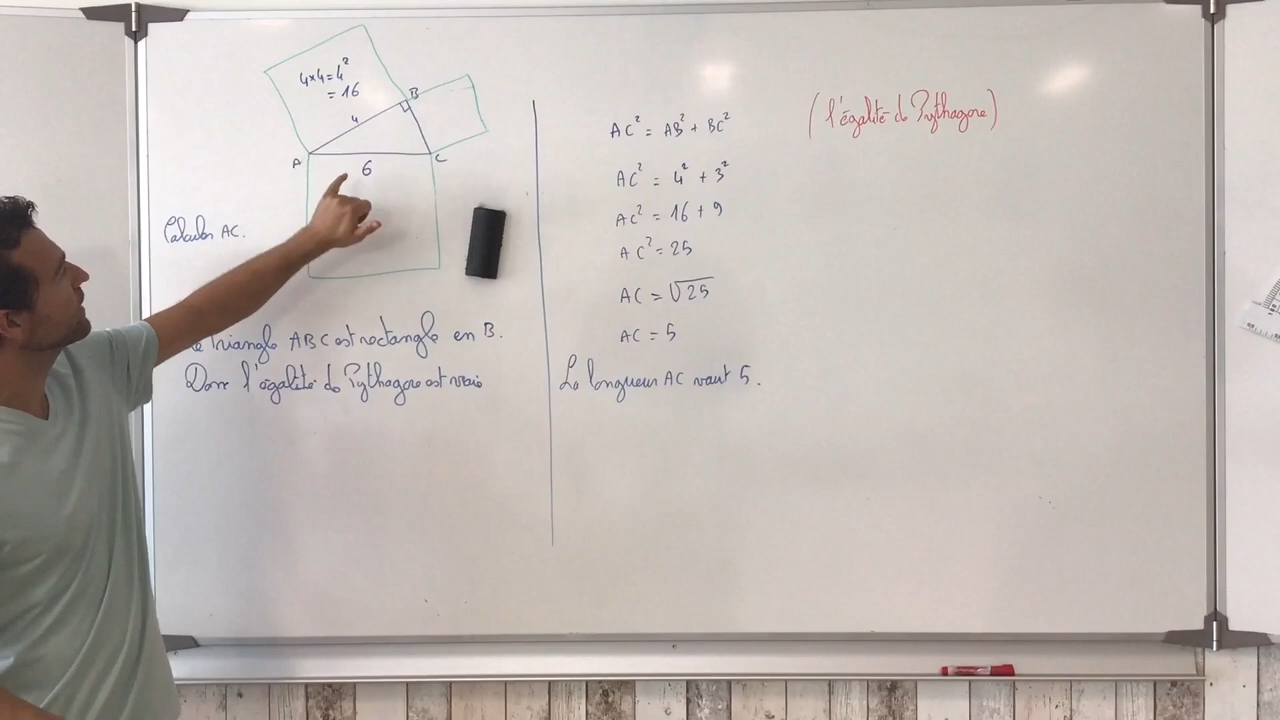 4×4=4²
=16
B
4
A
C
6
Calculer AC.
le triangle ABC est rectangle en B.
Donc l'égalité de Pythagore est vraie
AC² = AB² + BC²
AC² = 4² + 3²
AC² = 16 + 9
AC² = 25
AC = √25
AC = 5
La longueur AC vaut 5.
(l'égalité de Pythagore)